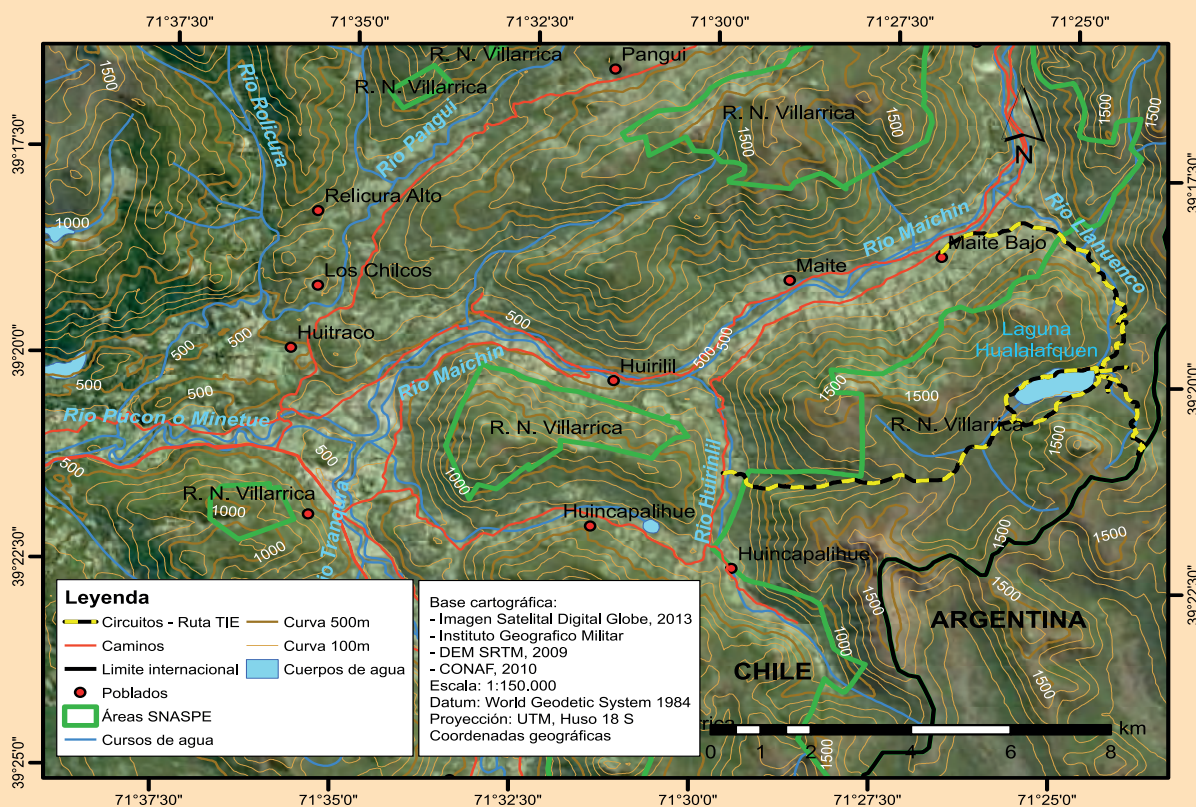 71°37'30"
71°35'0"
71°32'30"
71°30'0"
71°27'30"
71°25'0"
39°17'30"
39°20'0"
39°22'30"
39°25'0"
39°17'30"
39°20'0"
39°22'30"
71°37'30"
71°35'0"
71°32'30"
71°30'0"
71°27'30"
71°25'0"
1500
R. N. Villarrica
Pangui
R. N. Villarrica
R. N. Villarrica
1500
1500
1500
1500
1500
Río Rolicura
Río Pangui
N
Relicura Alto
1000
Río Maichin
Río Llahuenco
Maite Bajo
Los Chilcos
Maite
Huitraco
500
500
500
500
500
Laguna
Hualalafquen
Huirilil
Río Maichin
500
500
1500
1500
Río Pucon o Minetue
R. N. Villarrica
R. N. Villarrica
1500
500
500
1000
R. N. Villarrica
1000
1000
Río Trancura
Huincapalihue
Río Huirinlil
Huincapalihue
1500
1500
1500
1500
ARGENTINA
1000
CHILE
1500
1500
Leyenda
Circuitos - Ruta TIE
Caminos
Limite internacional
Poblados
Áreas SNASPE
Cursos de agua
Curva 500m
Curva 100m
Cuerpos de agua
Base cartográfica:
- Imagen Satelital Digital Globe, 2013
- Instituto Geografico Militar
- DEM SRTM, 2009
- CONAF, 2010
Escala: 1:150.000
Datum: World Geodetic System 1984
Proyección: UTM, Huso 18 S
Coordenadas geográficas
0 1 2 4 6 8 km